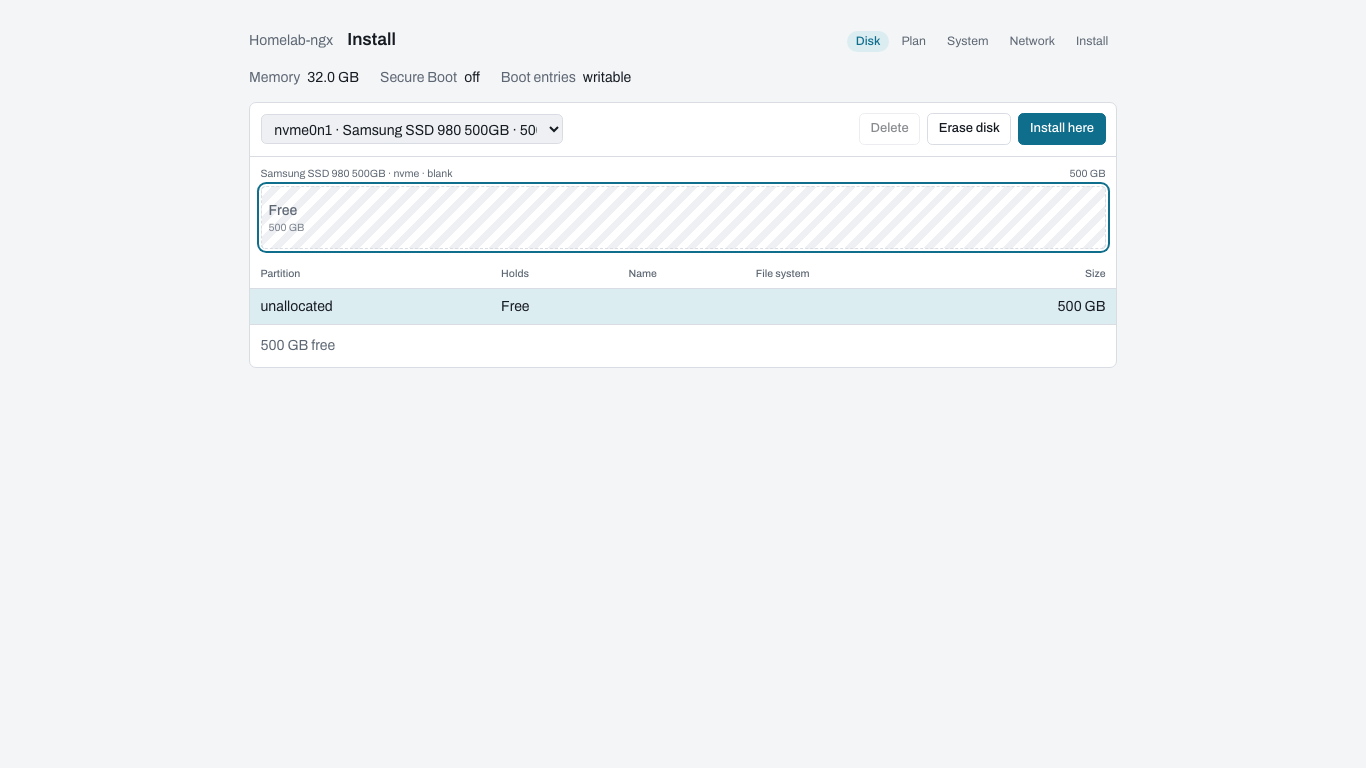 Homelab-ngx Install
Disk Plan System Network Install
Memory 32.0 GB Secure Boot off Boot entries writable
nvme0n1 · Samsung SSD 980 500GB · 50
Delete Erase disk Install here
Samsung SSD 980 500GB · nvme · blank 500 GB
Free
500 GB
Partition Holds Name File system Size
unallocated Free 500 GB
500 GB free